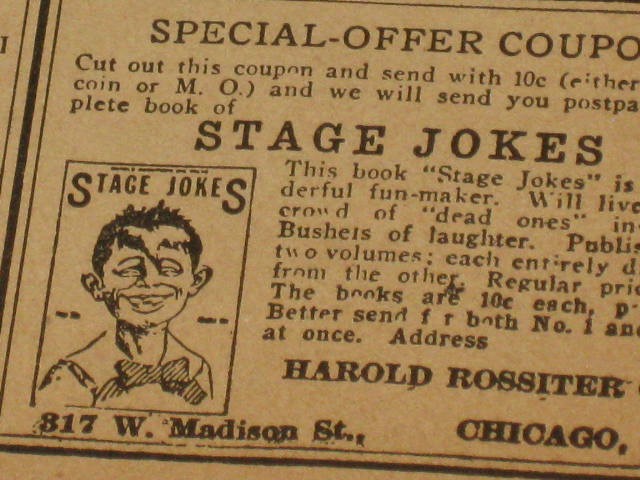 SPECIAL-OFFER COUPO
Cut out this coupon and send with 10c (either
coin or M. O.) and we will send you postpa
plete book of
STAGE JOKES
STAGE JOKES
This book "Stage Jokes" is
derful fun-maker. Will live
crowd of "dead ones" in
Bushels of laughter. Publis
two volumes; each entirely d
from the other. Regular pric
The books are 10c each, p
Better send f r both No. 1 and
at once. Address
HAROLD ROSSITER
317 W. Madison St., CHICAGO,